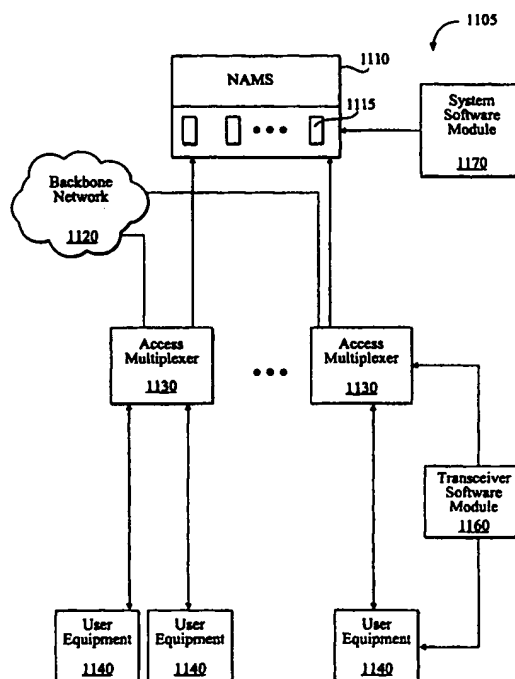 1105
1110
NAMS
1115
System
Software
Module
1170
Backbone
Network
1120
Access
Multiplexer
1130
Access
Multiplexer
1130
Transceiver
Software
Module
1160
User
Equipment
1140
User
Equipment
1140
User
Equipment
1140